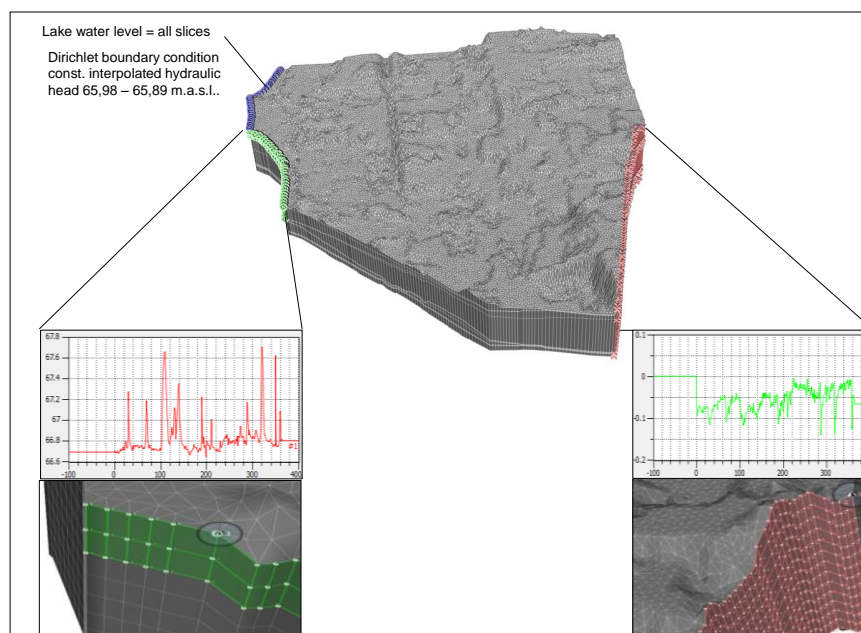 Lake water level = all slices
Dirichlet boundary condition
const. interpolated hydraulic
head 65,98 – 65,89 m.a.s.l..
67.8
67.6
67.4
67.2
67
66.8
66.6
#1
-100 0 100 200 300 400
0.1
0
-0.1
-0.2
-100 0 100 200 300